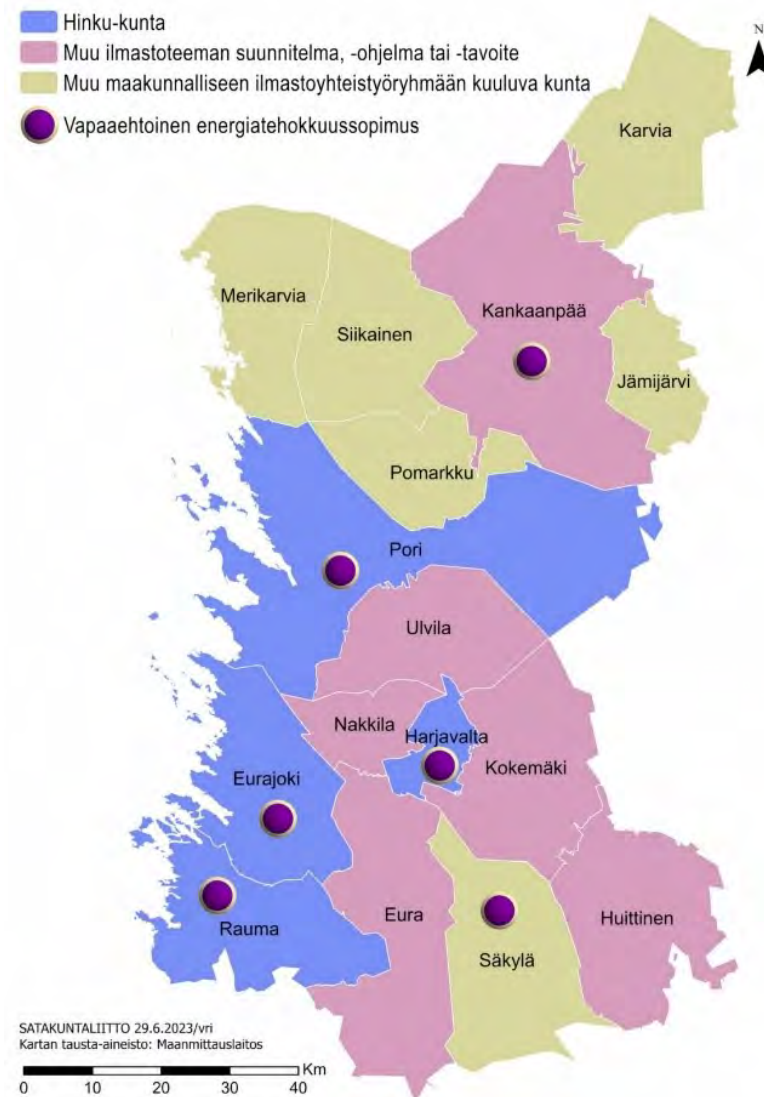 Hinku-kunta
Muu ilmastoteeman suunnitelma, -ohjelma tai -tavoite
Muu maakunnalliseen ilmastoyhteistyöryhmään kuuluva kunta
Vapaaehtoinen energiatehokkuussopimus
N
Karvia
Merikarvia
Siikainen
Kankaanpää
Jämijärvi
Pomarkku
Pori
Ulvila
Nakkila
Harjavalta
Kokemäki
Eurajoki
Rauma
Eura
Säkylä
Huittinen
SATAKUNTALIITTO 29.6.2023/vri
Kartan tausta-aineisto: Maanmittauslaitos
Km
0 10 20 30 40